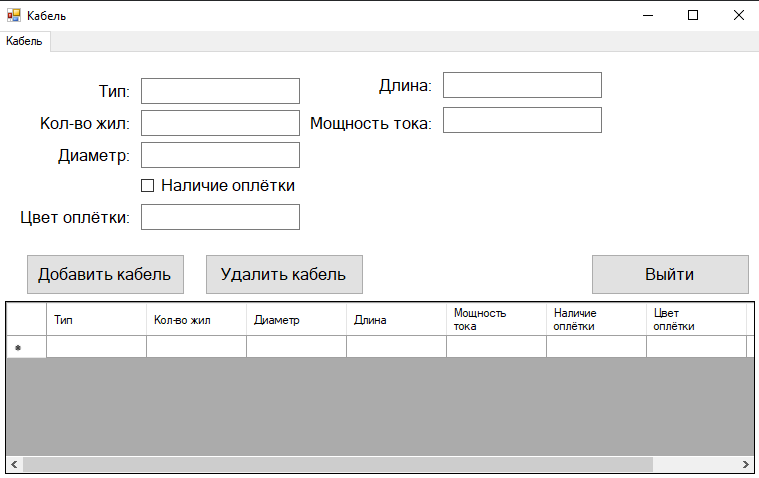 Кабель
Кабель
Тип:
Длина:
Кол-во жил:
Мощность тока:
Диаметр:
Наличие оплётки
Цвет оплётки:
Добавить кабель
Удалить кабель
Выйти
Тип
Кол-во жил
Диаметр
Длина
Мощность
тока
Наличие
оплётки
Цвет
оплётки